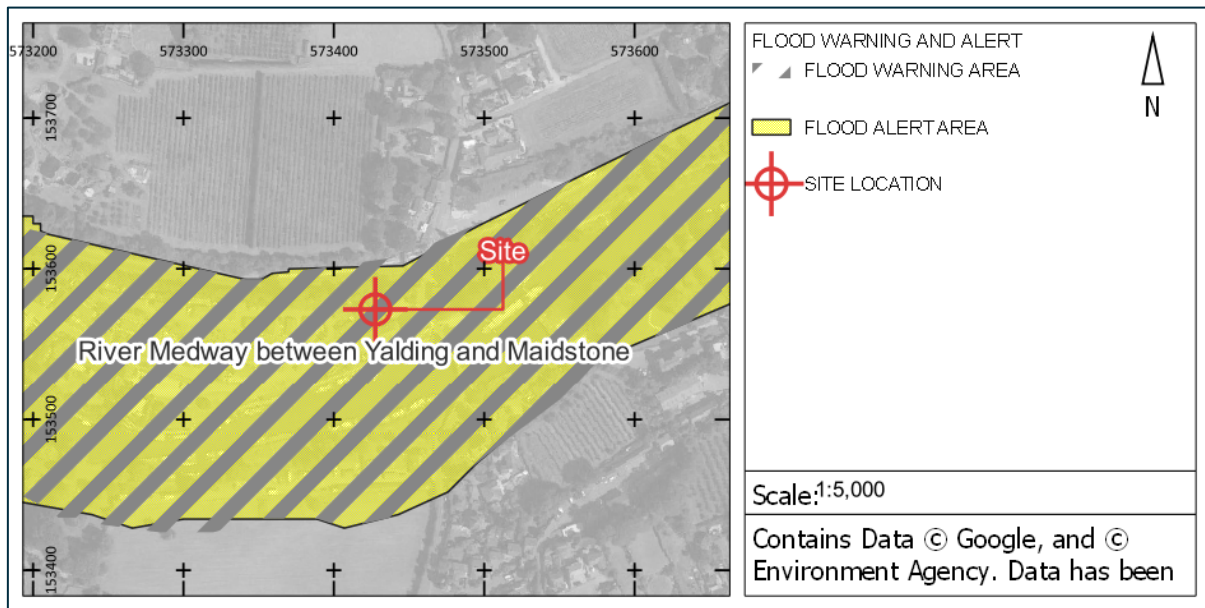 573200 573300 573400 573500 573600
153700
153600
153500
153400
Site
River Medway between Yalding and Maidstone
FLOOD WARNING AND ALERT
FLOOD WARNING AREA
FLOOD ALERT AREA
SITE LOCATION
N
Scale:1:5,000
Contains Data © Google, and ©
Environment Agency. Data has been